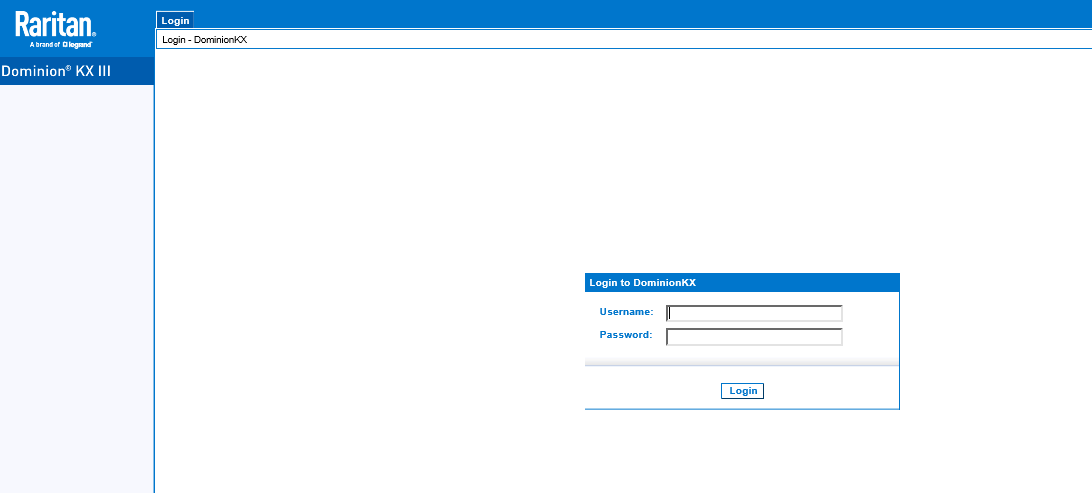 Raritan®
A brand of legrand®
Dominion® KX III
Login
Login - DominionKX
Login to DominionKX
Username:
Password:
Login